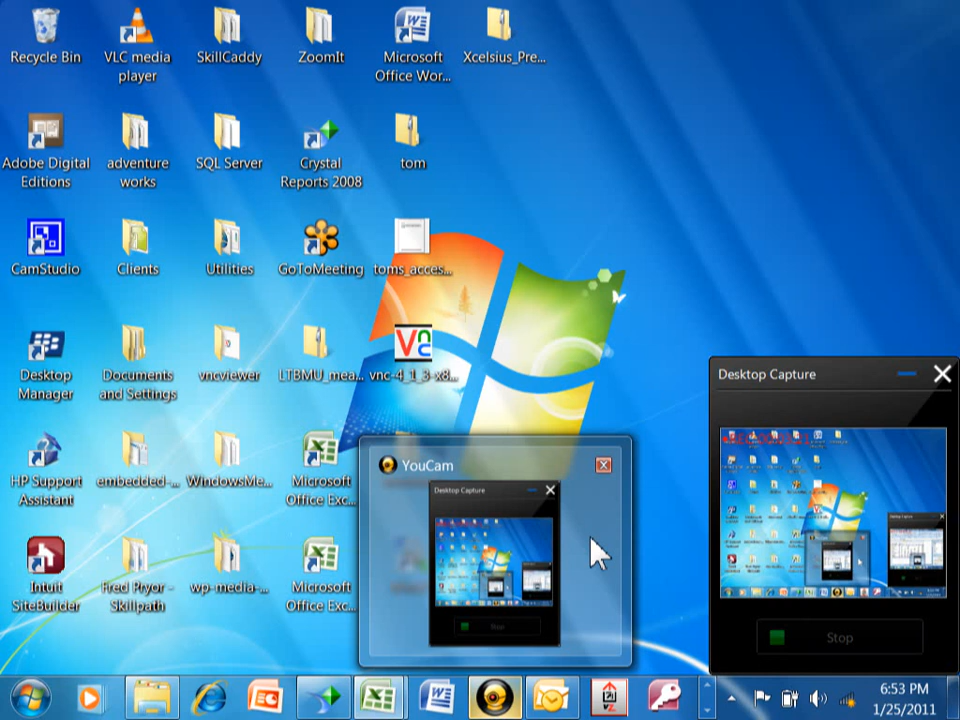 Recycle Bin
VLC media
player
SkillCaddy
ZoomIt
Microsoft
Office Wor...
Xcelsius_Pre...
Adobe Digital
Editions
adventure
works
SQL Server
Crystal
Reports 2008
tom
CamStudio
Clients
Utilities
GoToMeeting
toms_acces...
Desktop
Manager
Documents
and Settings
vncviewer
LTBMU_mea...
vnc-4_1_3-x8...
HP Support
Assistant
embedded-...
WindowsMe...
Microsoft
Office Exc...
Intuit
SiteBuilder
Fred Pryor -
Skillpath
wp-media-...
Microsoft
Office Exc...
YouCam
Desktop Capture
Stop
Desktop Capture
Stop
6:53 PM
1/25/2011